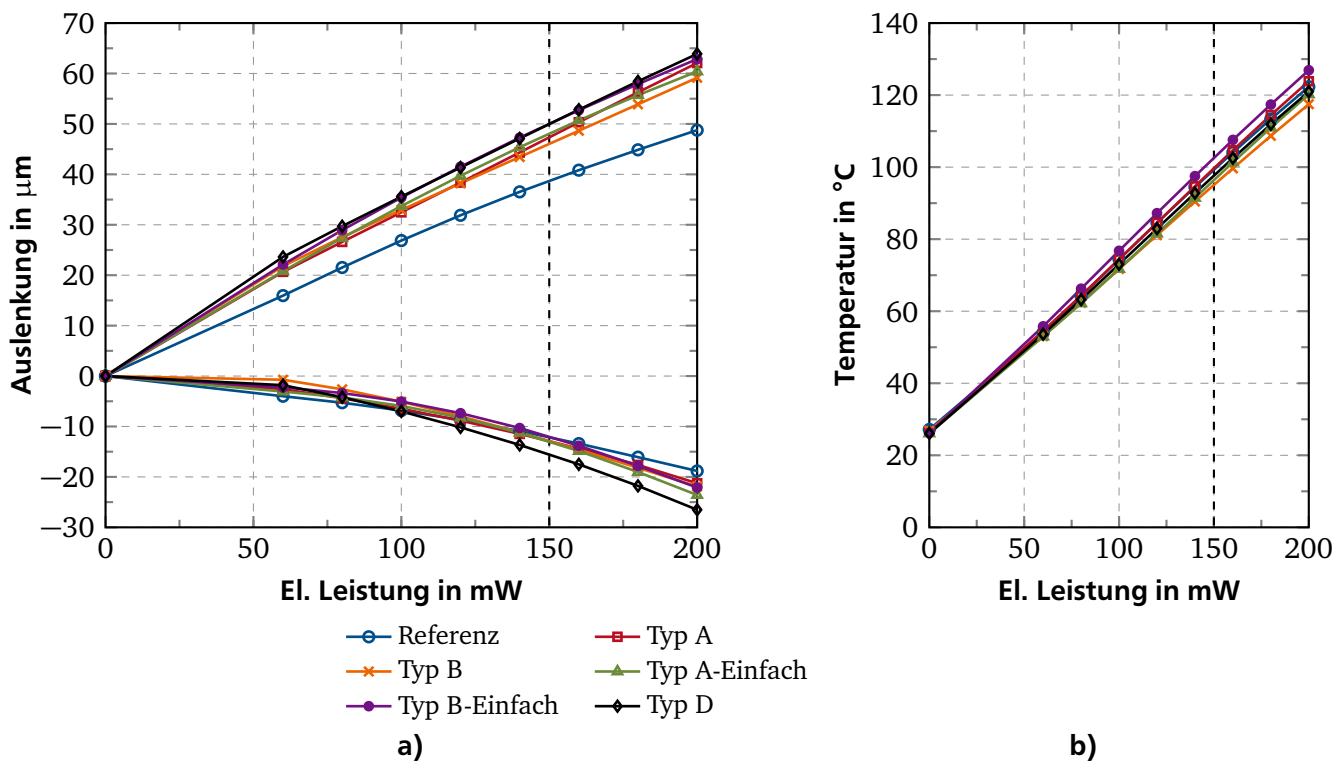 70
60
50
40
30
20
10
0
−10
−20
−30
Auslenkung in μm
0 50 100 150 200
El. Leistung in mW
140
120
100
80
60
40
20
0
Temperatur in °C
0 50 100 150 200
El. Leistung in mW
Referenz
Typ A
Typ B
Typ A-Einfach
Typ B-Einfach
Typ D
a)
b)